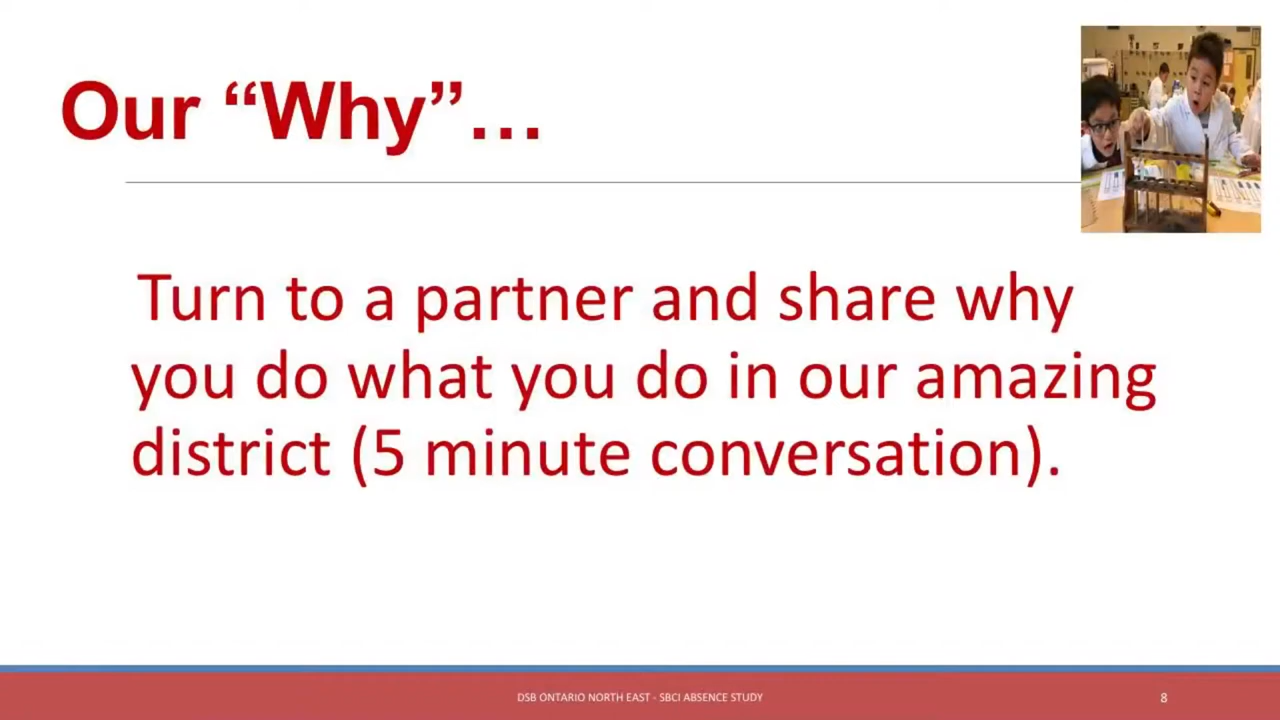 Our “Why”…
Turn to a partner and share why
you do what you do in our amazing
district (5 minute conversation).
DSB ONTARIO NORTH EAST - SBCI ABSENCE STUDY
8